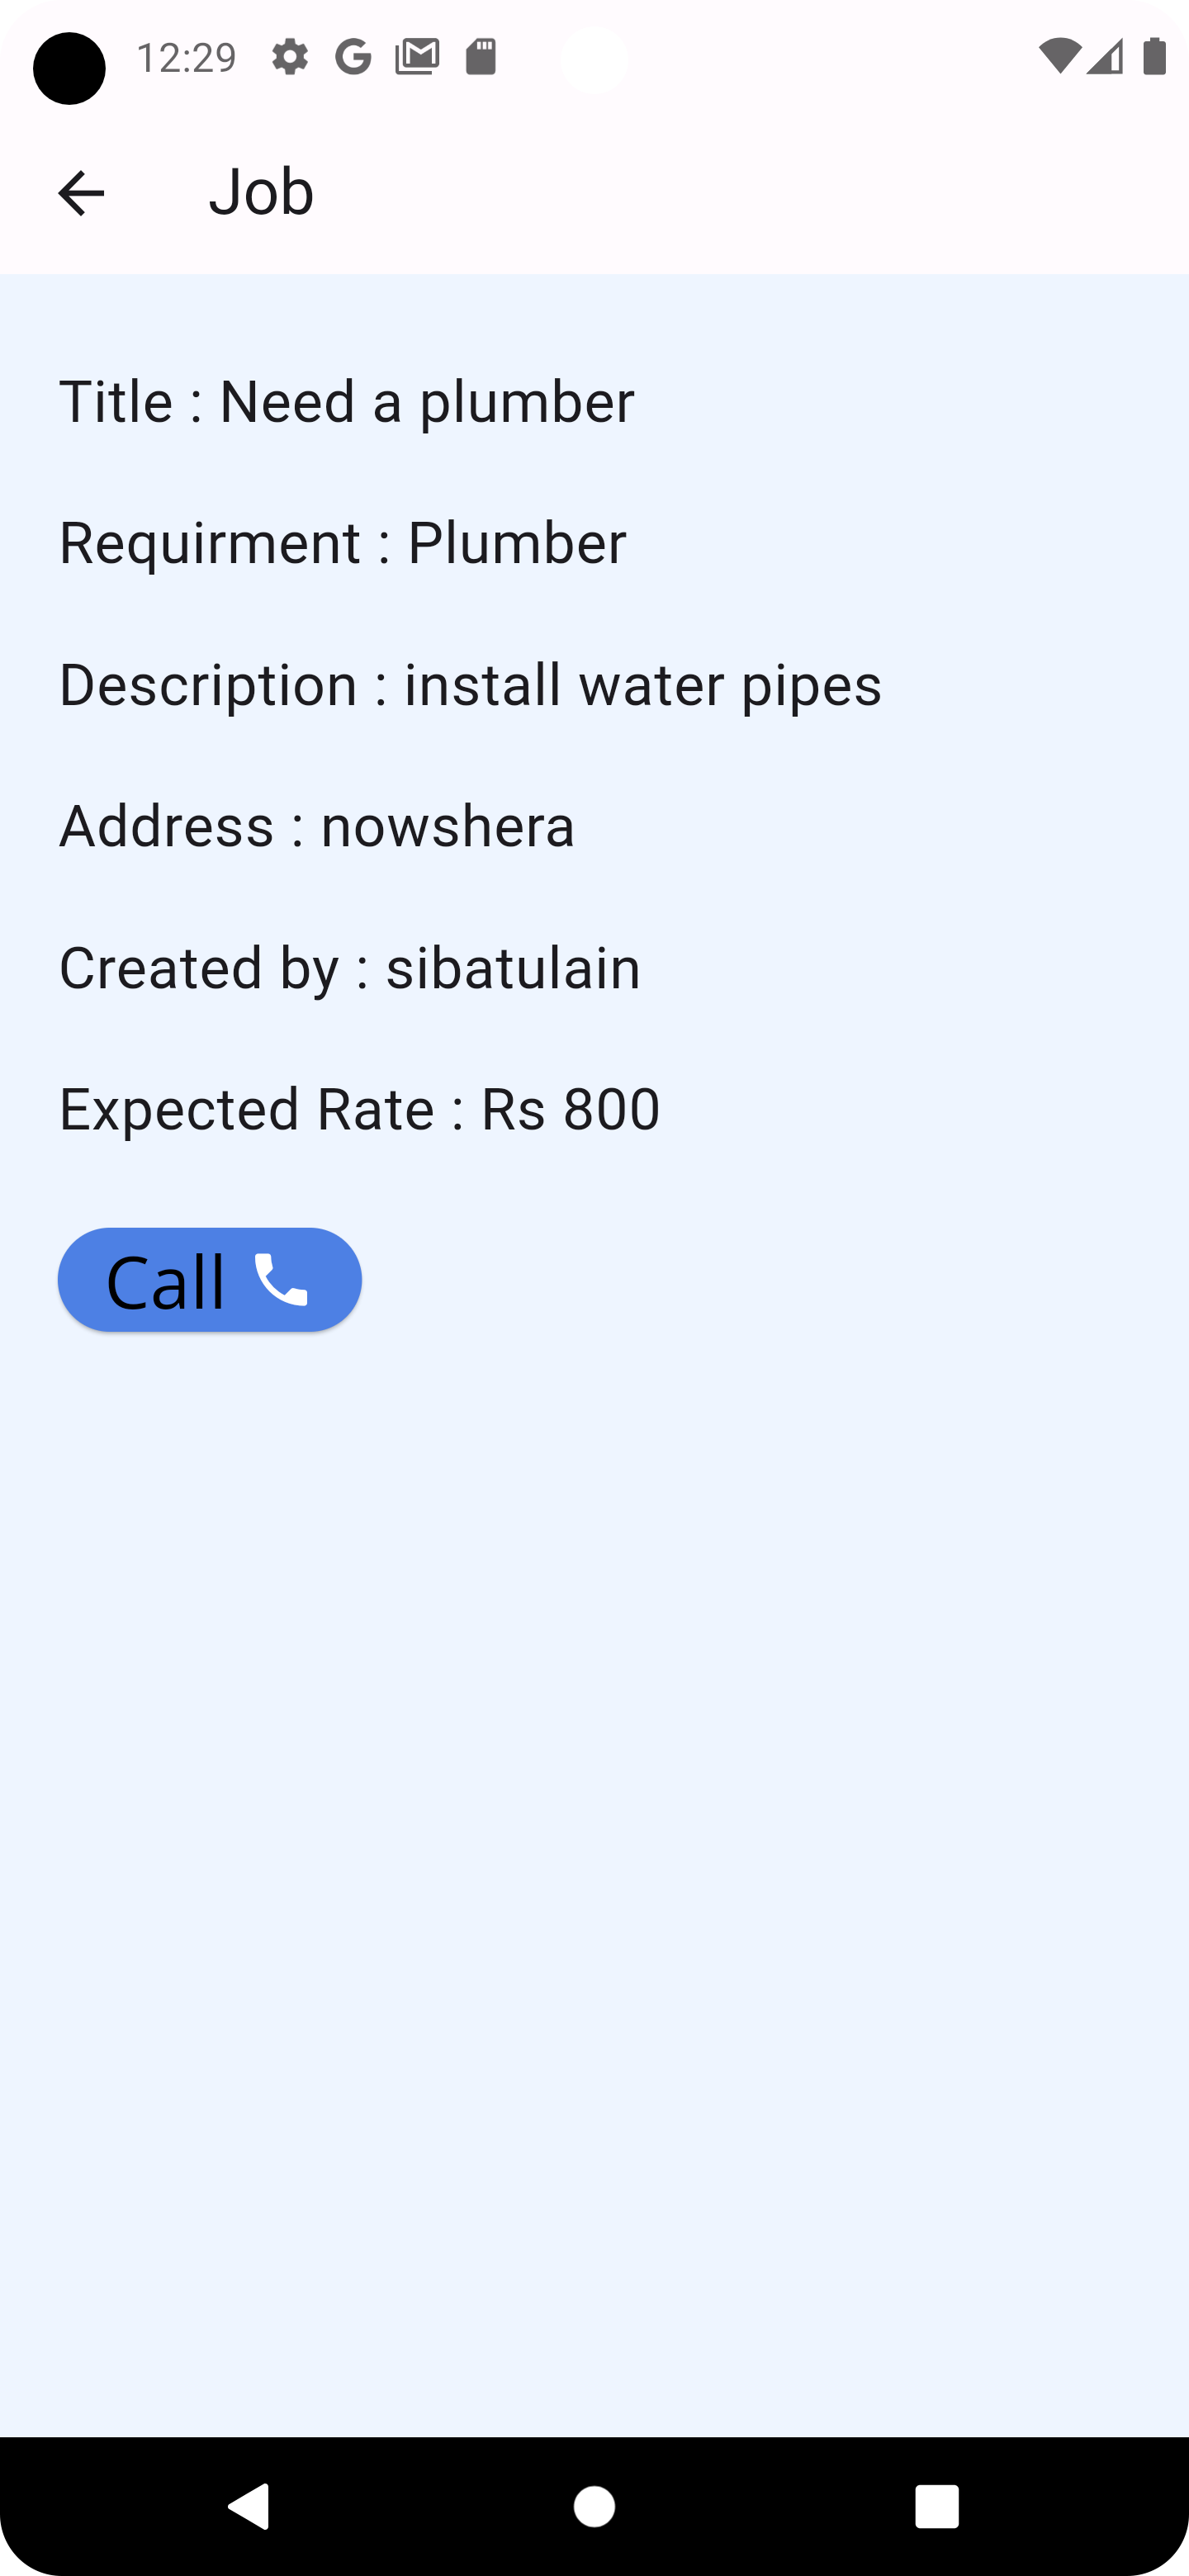 12:29
Job
Title : Need a plumber
Requirment : Plumber
Description : install water pipes
Address : nowshera
Created by : sibatulain
Expected Rate : Rs 800
Call